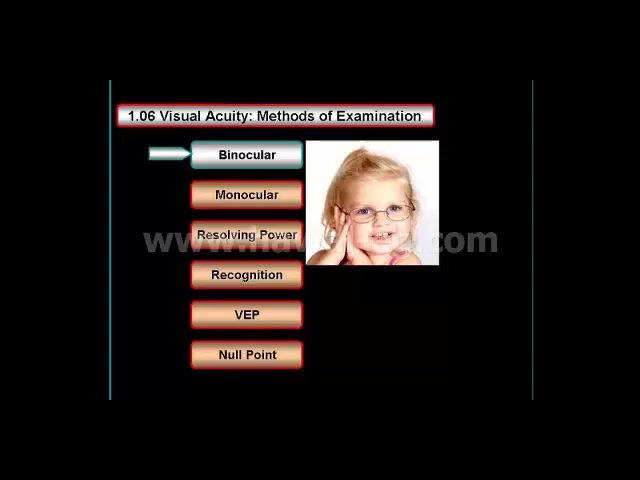 1.06 Visual Acuity: Methods of Examination
Binocular
Monocular
Resolving Power
Recognition
VEP
Null Point